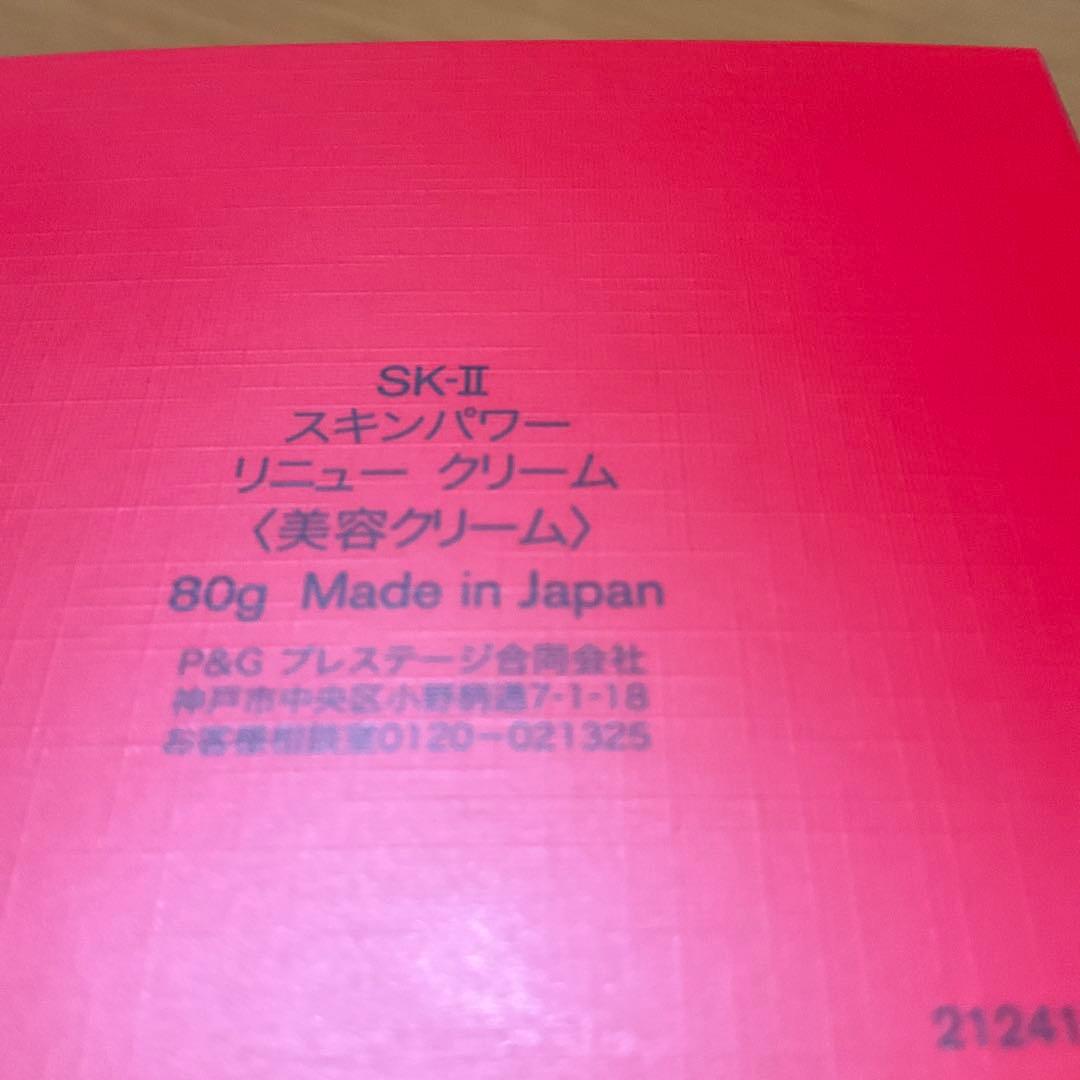 SK-Ⅱ
スキンパワー
リニュー クリーム
〈美容クリーム〉
80g Made in Japan
P&G プレステージ合同会社
神戸市中央区小野柄通7-1-18
お客様相談室0120-021325
21241